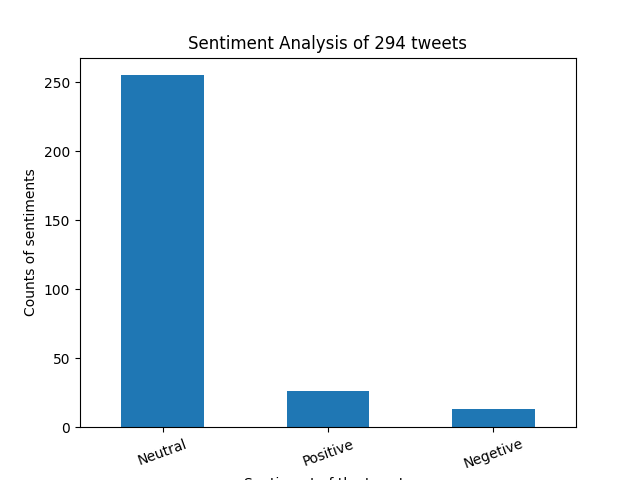 Sentiment Analysis of 294 tweets
Counts of sentiments
250
200
150
100
50
0
Neutral
Positive
Negetive